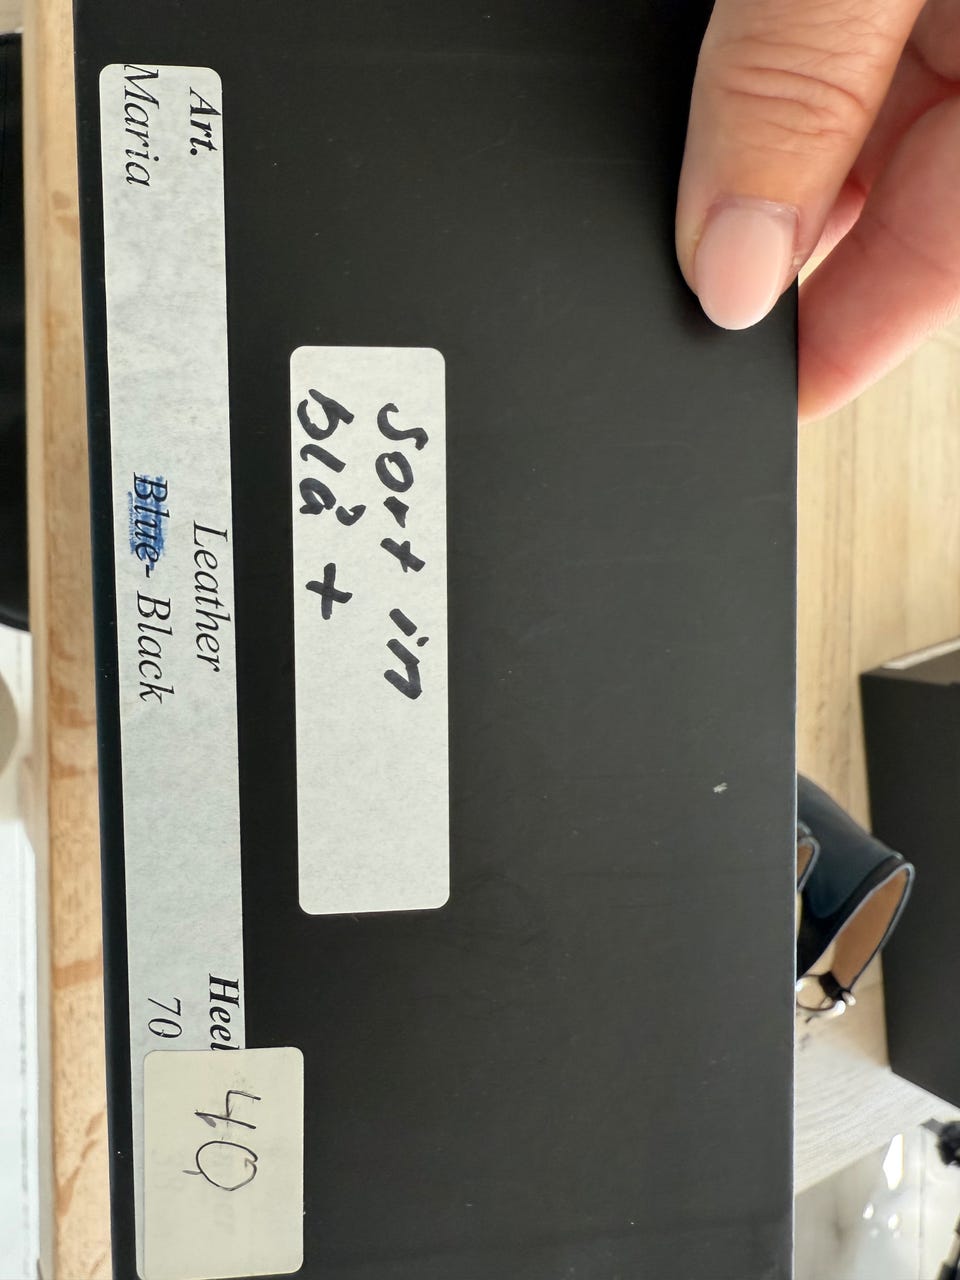 Art. Leather Heel
Maria Blue- Black 70
40
Sort in
blå +